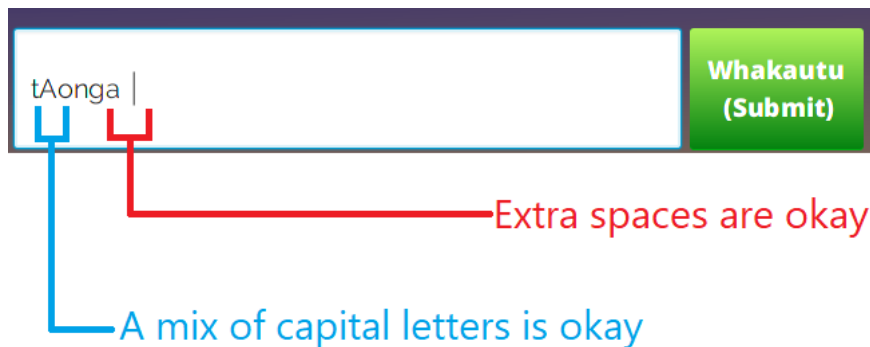 tAonga
Whakautu
(Submit)
Extra spaces are okay
A mix of capital letters is okay